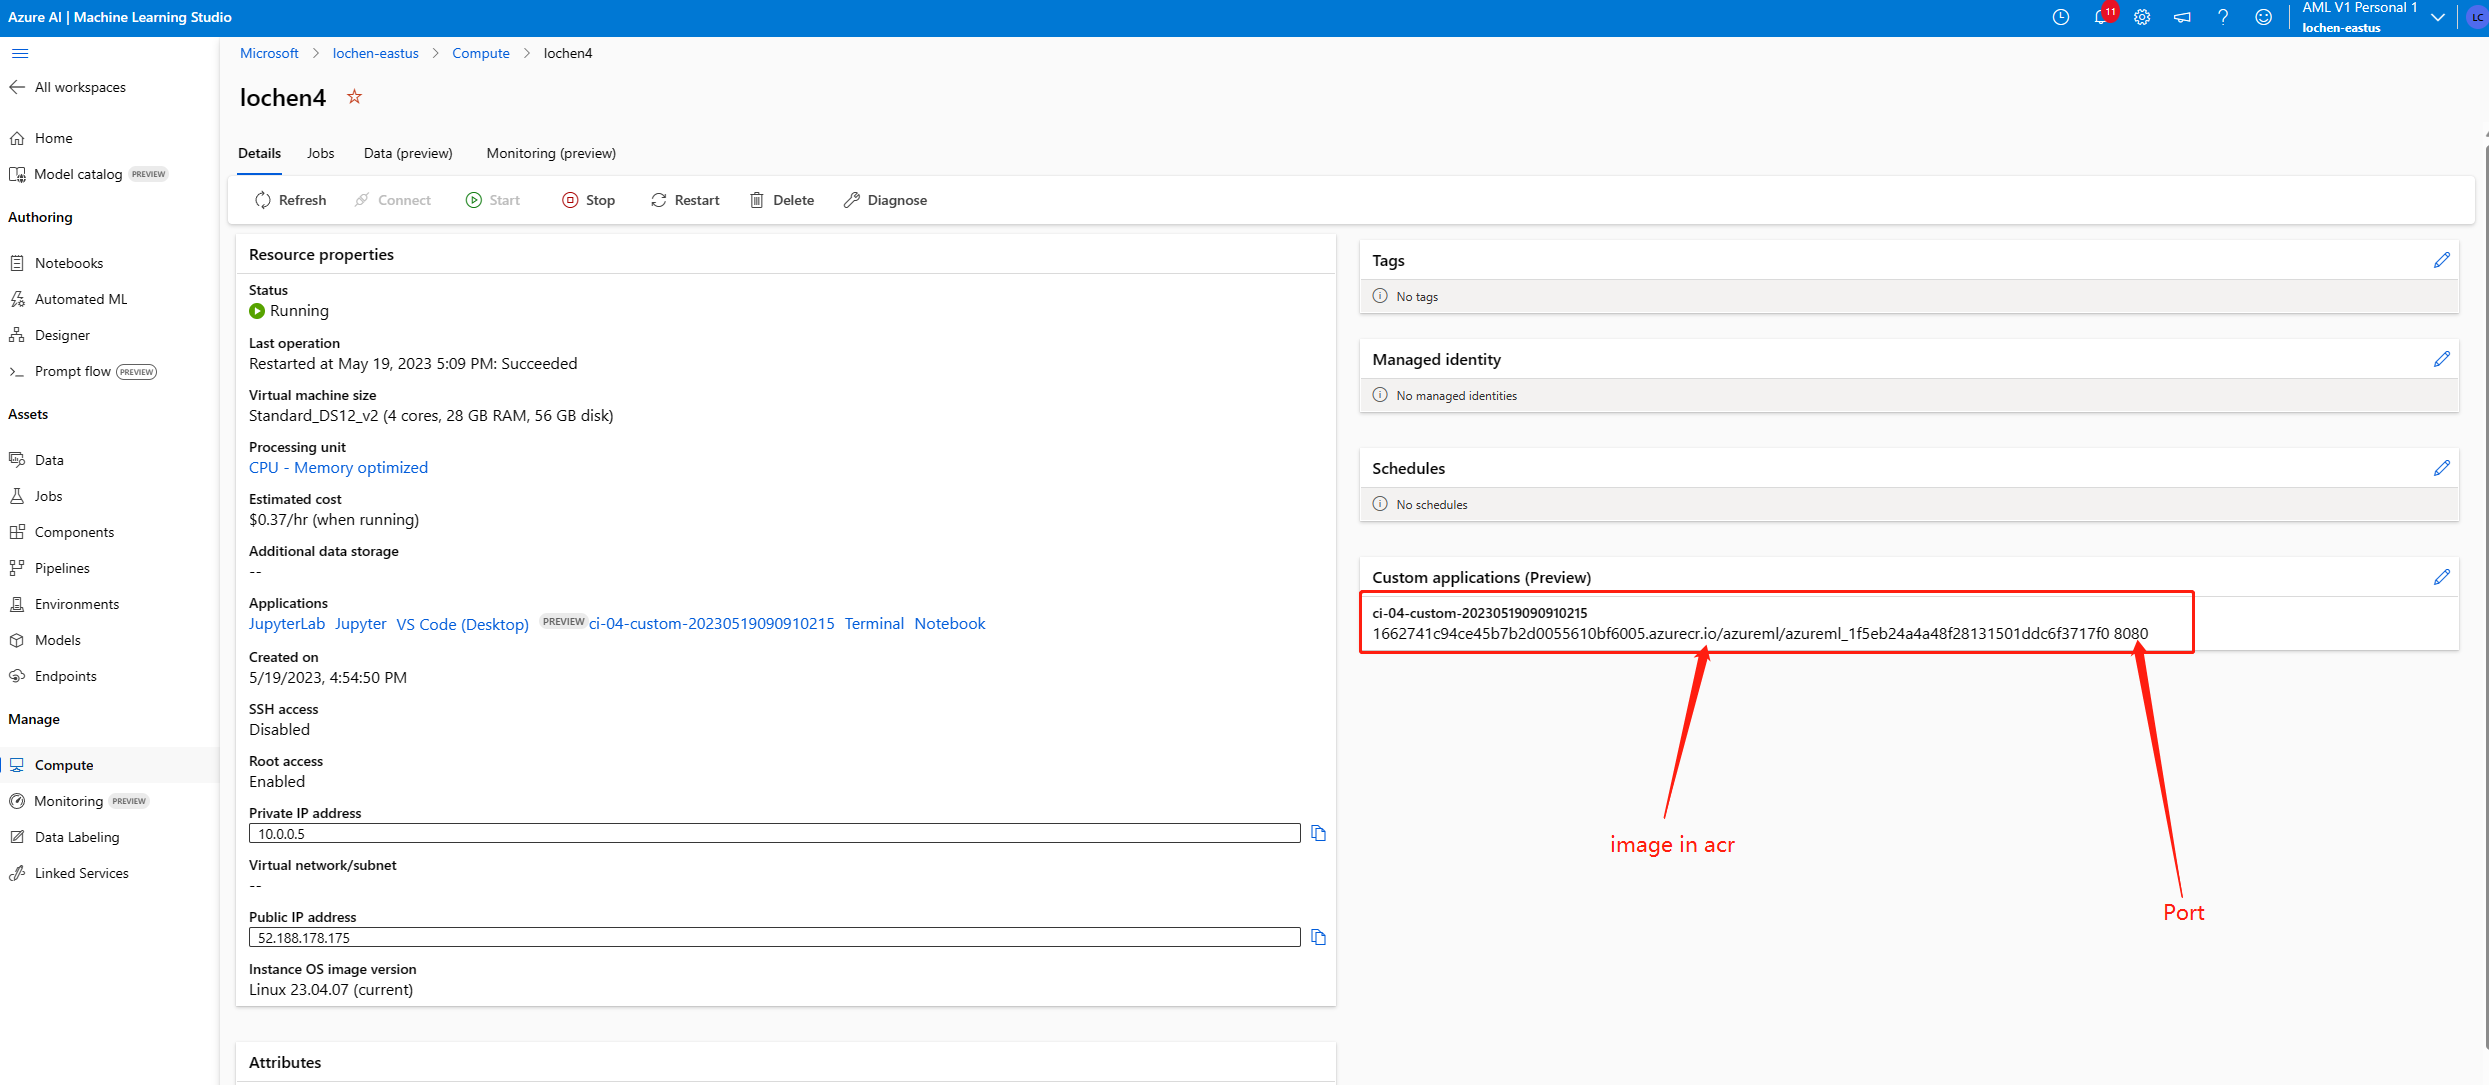 Azure AI | Machine Learning Studio
11
AML V1 Personal 1
lochen-eastus
LC
All workspaces
Home
Model catalog PREVIEW
Authoring
Notebooks
Automated ML
Designer
Prompt flow PREVIEW
Assets
Data
Jobs
Components
Pipelines
Environments
Models
Endpoints
Manage
Compute
Monitoring PREVIEW
Data Labeling
Linked Services
Microsoft > lochen-eastus > Compute > lochen4
lochen4
Details Jobs Data (preview) Monitoring (preview)
Refresh Connect Start Stop Restart Delete Diagnose
Resource properties
Status
Running
Last operation
Restarted at May 19, 2023 5:09 PM: Succeeded
Virtual machine size
Standard_DS12_v2 (4 cores, 28 GB RAM, 56 GB disk)
Processing unit
CPU - Memory optimized
Estimated cost
$0.37/hr (when running)
Additional data storage
--
Applications
JupyterLab Jupyter VS Code (Desktop) PREVIEW ci-04-custom-20230519090910215 Terminal Notebook
Created on
5/19/2023, 4:54:50 PM
SSH access
Disabled
Root access
Enabled
Private IP address
10.0.0.5
Virtual network/subnet
--
Public IP address
52.188.178.175
Instance OS image version
Linux 23.04.07 (current)
Attributes
Tags
No tags
Managed identity
No managed identities
Schedules
No schedules
Custom applications (Preview)
ci-04-custom-20230519090910215
1662741c94ce45b7b2d0055610bf6005.azurecr.io/azureml/azureml_1f5eb24a4a48f28131501ddc6f3717f0 8080
image in acr
Port